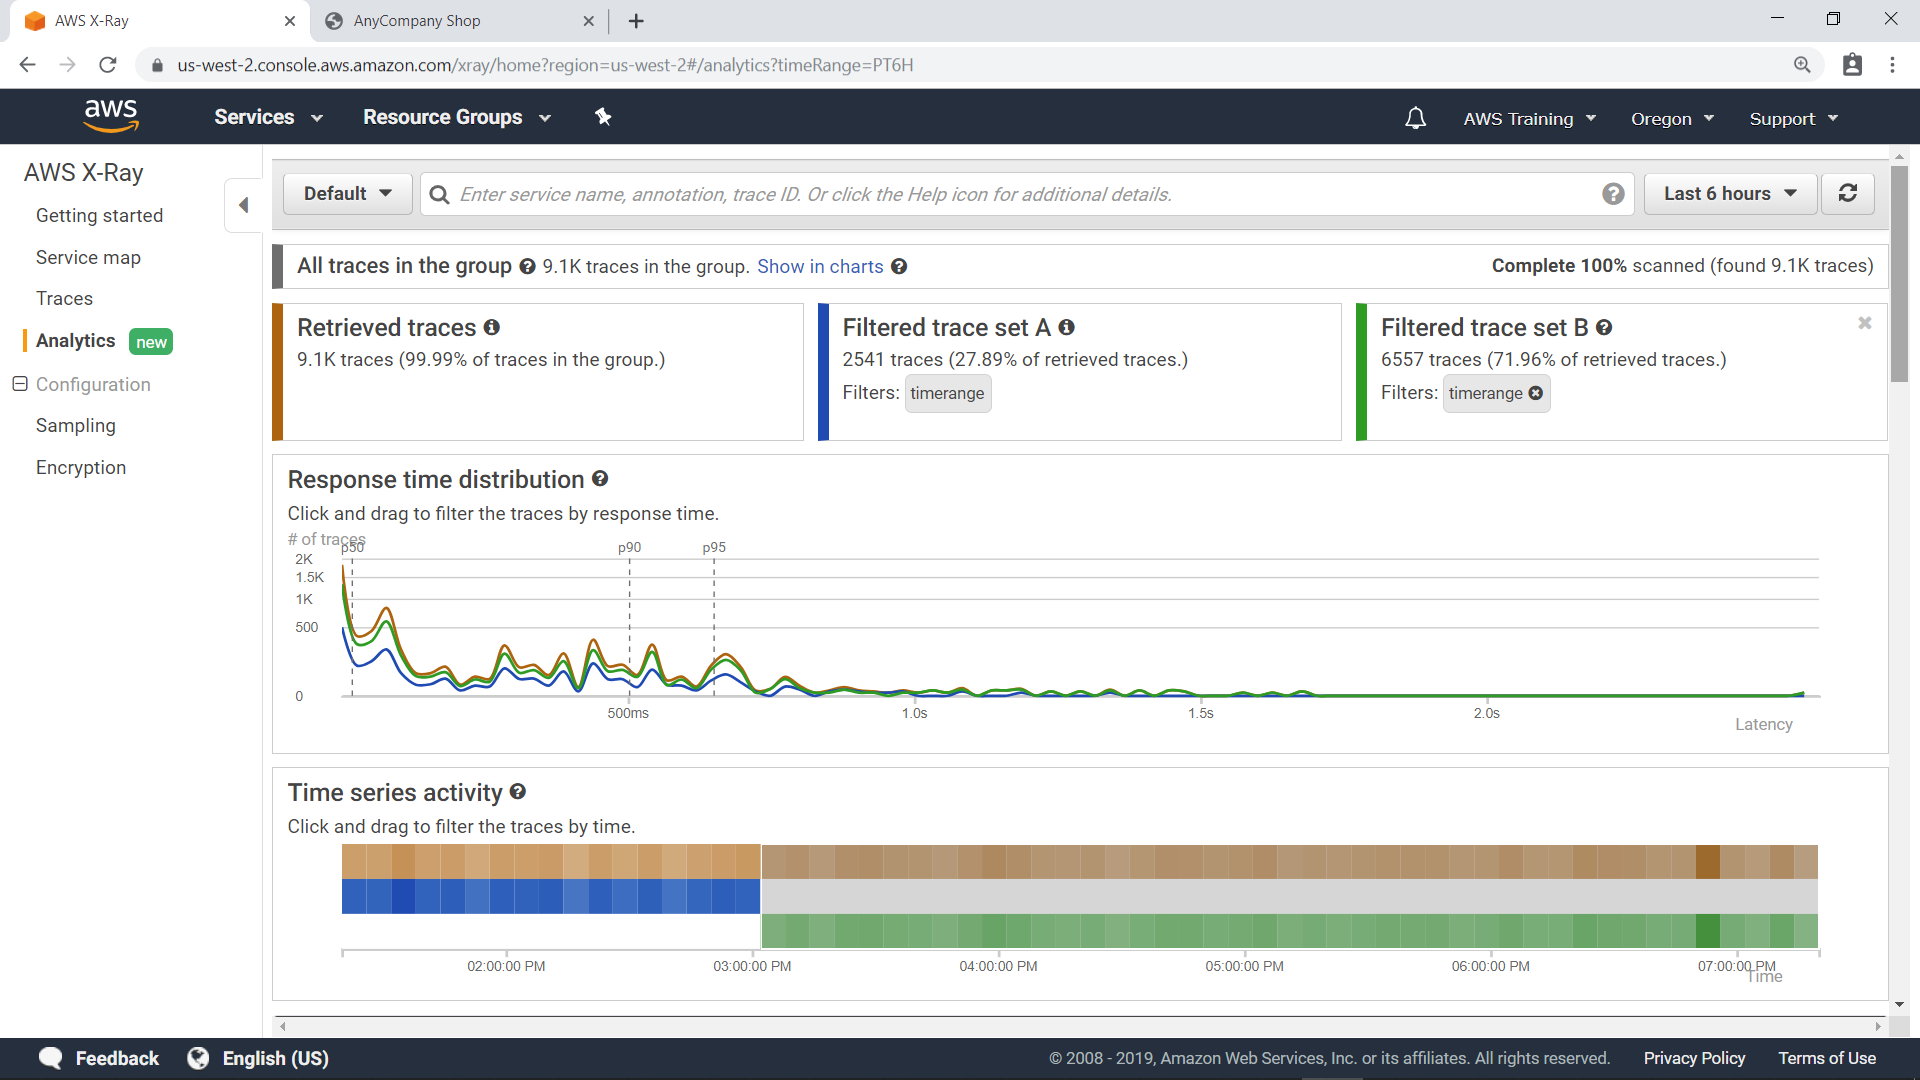 AWS X-Ray
AnyCompany Shop
us-west-2.console.aws.amazon.com/xray/home?region=us-west-2#/analytics?timeRange=PT6H
aws
Services
Resource Groups
AWS Training
Oregon
Support
AWS X-Ray
Getting started
Service map
Traces
Analytics new
Configuration
Sampling
Encryption
Default
Enter service name, annotation, trace ID. Or click the Help icon for additional details.
Last 6 hours
All traces in the group 9.1K traces in the group. Show in charts
Complete 100% scanned (found 9.1K traces)
Retrieved traces
9.1K traces (99.99% of traces in the group.)
Filtered trace set A
2541 traces (27.89% of retrieved traces.)
Filters: timerange
Filtered trace set B
6557 traces (71.96% of retrieved traces.)
Filters: timerange
Response time distribution
Click and drag to filter the traces by response time.
# of traces
p50 p90 p95
2K
1.5K
1K
500
0
500ms 1.0s 1.5s 2.0s
Latency
Time series activity
Click and drag to filter the traces by time.
02:00:00 PM 03:00:00 PM 04:00:00 PM 05:00:00 PM 06:00:00 PM 07:00:00 PM
Time
Feedback
English (US)
© 2008 - 2019, Amazon Web Services, Inc. or its affiliates. All rights reserved.
Privacy Policy
Terms of Use